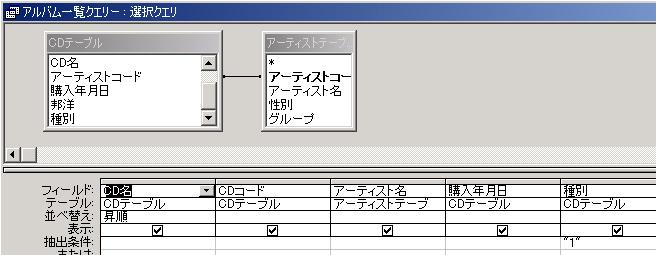 アルバム一覧クエリー : 選択クエリ
CDテーブル
CD名
アーティストコード
購入年月日
邦洋
種別
アーティストテーブ
*
アーティストコー
アーティスト名
性別
グループ
フィールド: CD名 CDコード アーティスト名 購入年月日 種別
テーブル: CDテーブル CDテーブル アーティストテーブ CDテーブル CDテーブル
並べ替え: 昇順
表示:
抽出条件: "1"
または: